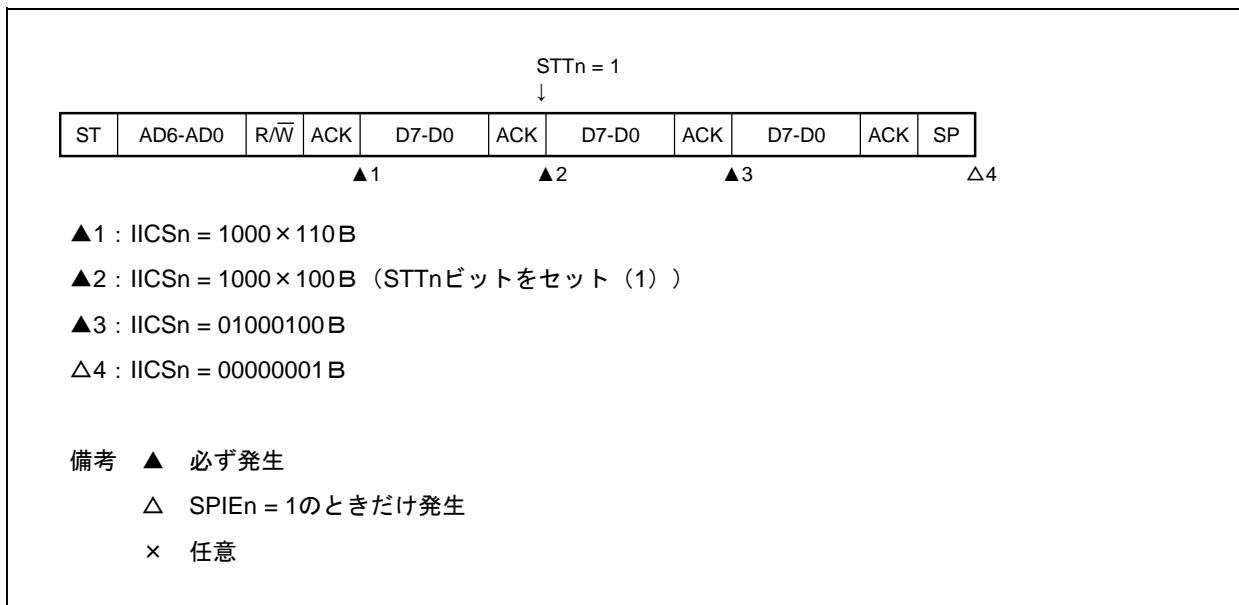 STTn = 1
↓
ST AD6-AD0 R/W̅ ACK D7-D0 ACK D7-D0 ACK D7-D0 ACK SP
▲1 ▲2 ▲3 △4
▲1：IICSn = 1000×110B
▲2：IICSn = 1000×100B（STTnビットをセット（1））
▲3：IICSn = 01000100B
△4：IICSn = 00000001B
備考 ▲ 必ず発生
△ SPIEn = 1のときだけ発生
× 任意